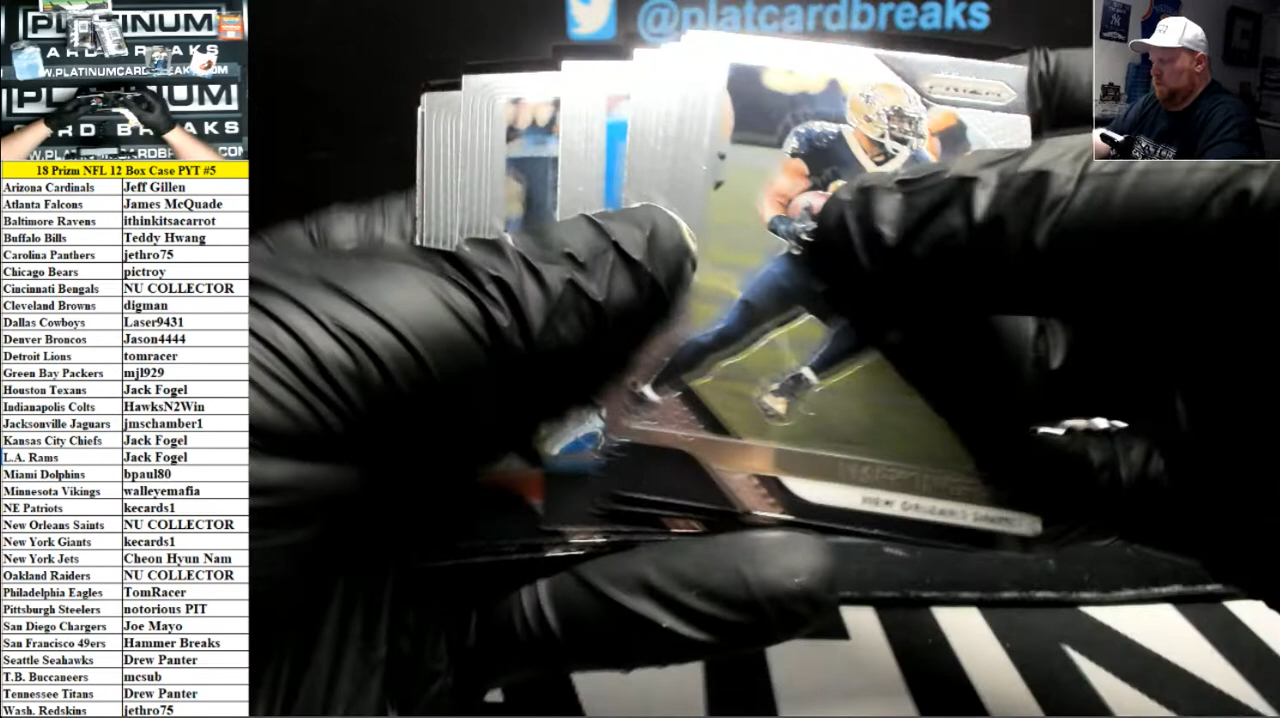 PLATINUM
CARD BREAKS
WWW.PLATINUMCARDBREAKS.COM
PLATINUM
CARD BREAKS
@platcardbreaks
PRIZM
NEW ORLEANS SAINTS
18 Prizm NFL 12 Box Case PYT #5
Arizona Cardinals Jeff Gillen
Atlanta Falcons James McQuade
Baltimore Ravens ithinkitsacarrot
Buffalo Bills Teddy Hwang
Carolina Panthers jethro75
Chicago Bears pictroy
Cincinnati Bengals NU COLLECTOR
Cleveland Browns digman
Dallas Cowboys Laser9431
Denver Broncos Jason4444
Detroit Lions tomracer
Green Bay Packers mjl929
Houston Texans Jack Fogel
Indianapolis Colts HawksN2Win
Jacksonville Jaguars jmschamber1
Kansas City Chiefs Jack Fogel
L.A. Rams Jack Fogel
Miami Dolphins bpaul80
Minnesota Vikings walleyemafia
NE Patriots kecards1
New Orleans Saints NU COLLECTOR
New York Giants kecards1
New York Jets Cheon Hyun Nam
Oakland Raiders NU COLLECTOR
Philadelphia Eagles TomRacer
Pittsburgh Steelers notorious PIT
San Diego Chargers Joe Mayo
San Francisco 49ers Hammer Breaks
Seattle Seahawks Drew Panter
T.B. Buccaneers mcsub
Tennessee Titans Drew Panter
Wash. Redskins jethro75